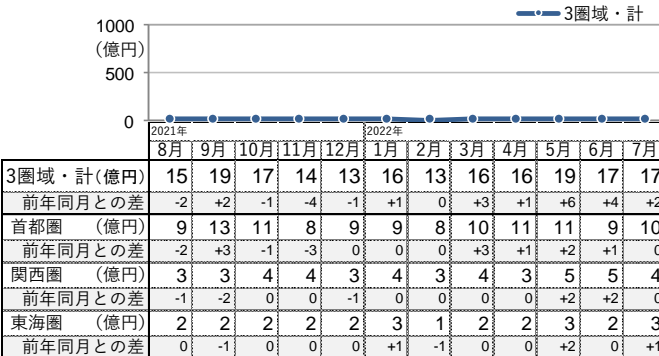 3圏域・計
1000
(億円)
500
0
2021年 2022年
8月 9月 10月 11月 12月 1月 2月 3月 4月 5月 6月 7月
3圏域・計(億円) 15 19 17 14 13 16 13 16 16 19 17 17
前年同月との差 -2 +2 -1 -4 -1 +1 0 +3 +1 +6 +4 +2
首都圏 (億円) 9 13 11 8 9 9 8 10 11 11 9 10
前年同月との差 -2 +3 -1 -3 0 0 0 +3 +1 +2 +1 0
関西圏 (億円) 3 3 4 4 3 4 3 4 3 5 5 4
前年同月との差 -1 -2 0 0 -1 0 0 0 0 +2 +2 0
東海圏 (億円) 2 2 2 2 2 3 1 2 2 3 2 3
前年同月との差 0 -1 0 0 0 +1 -1 0 0 +2 0 +1